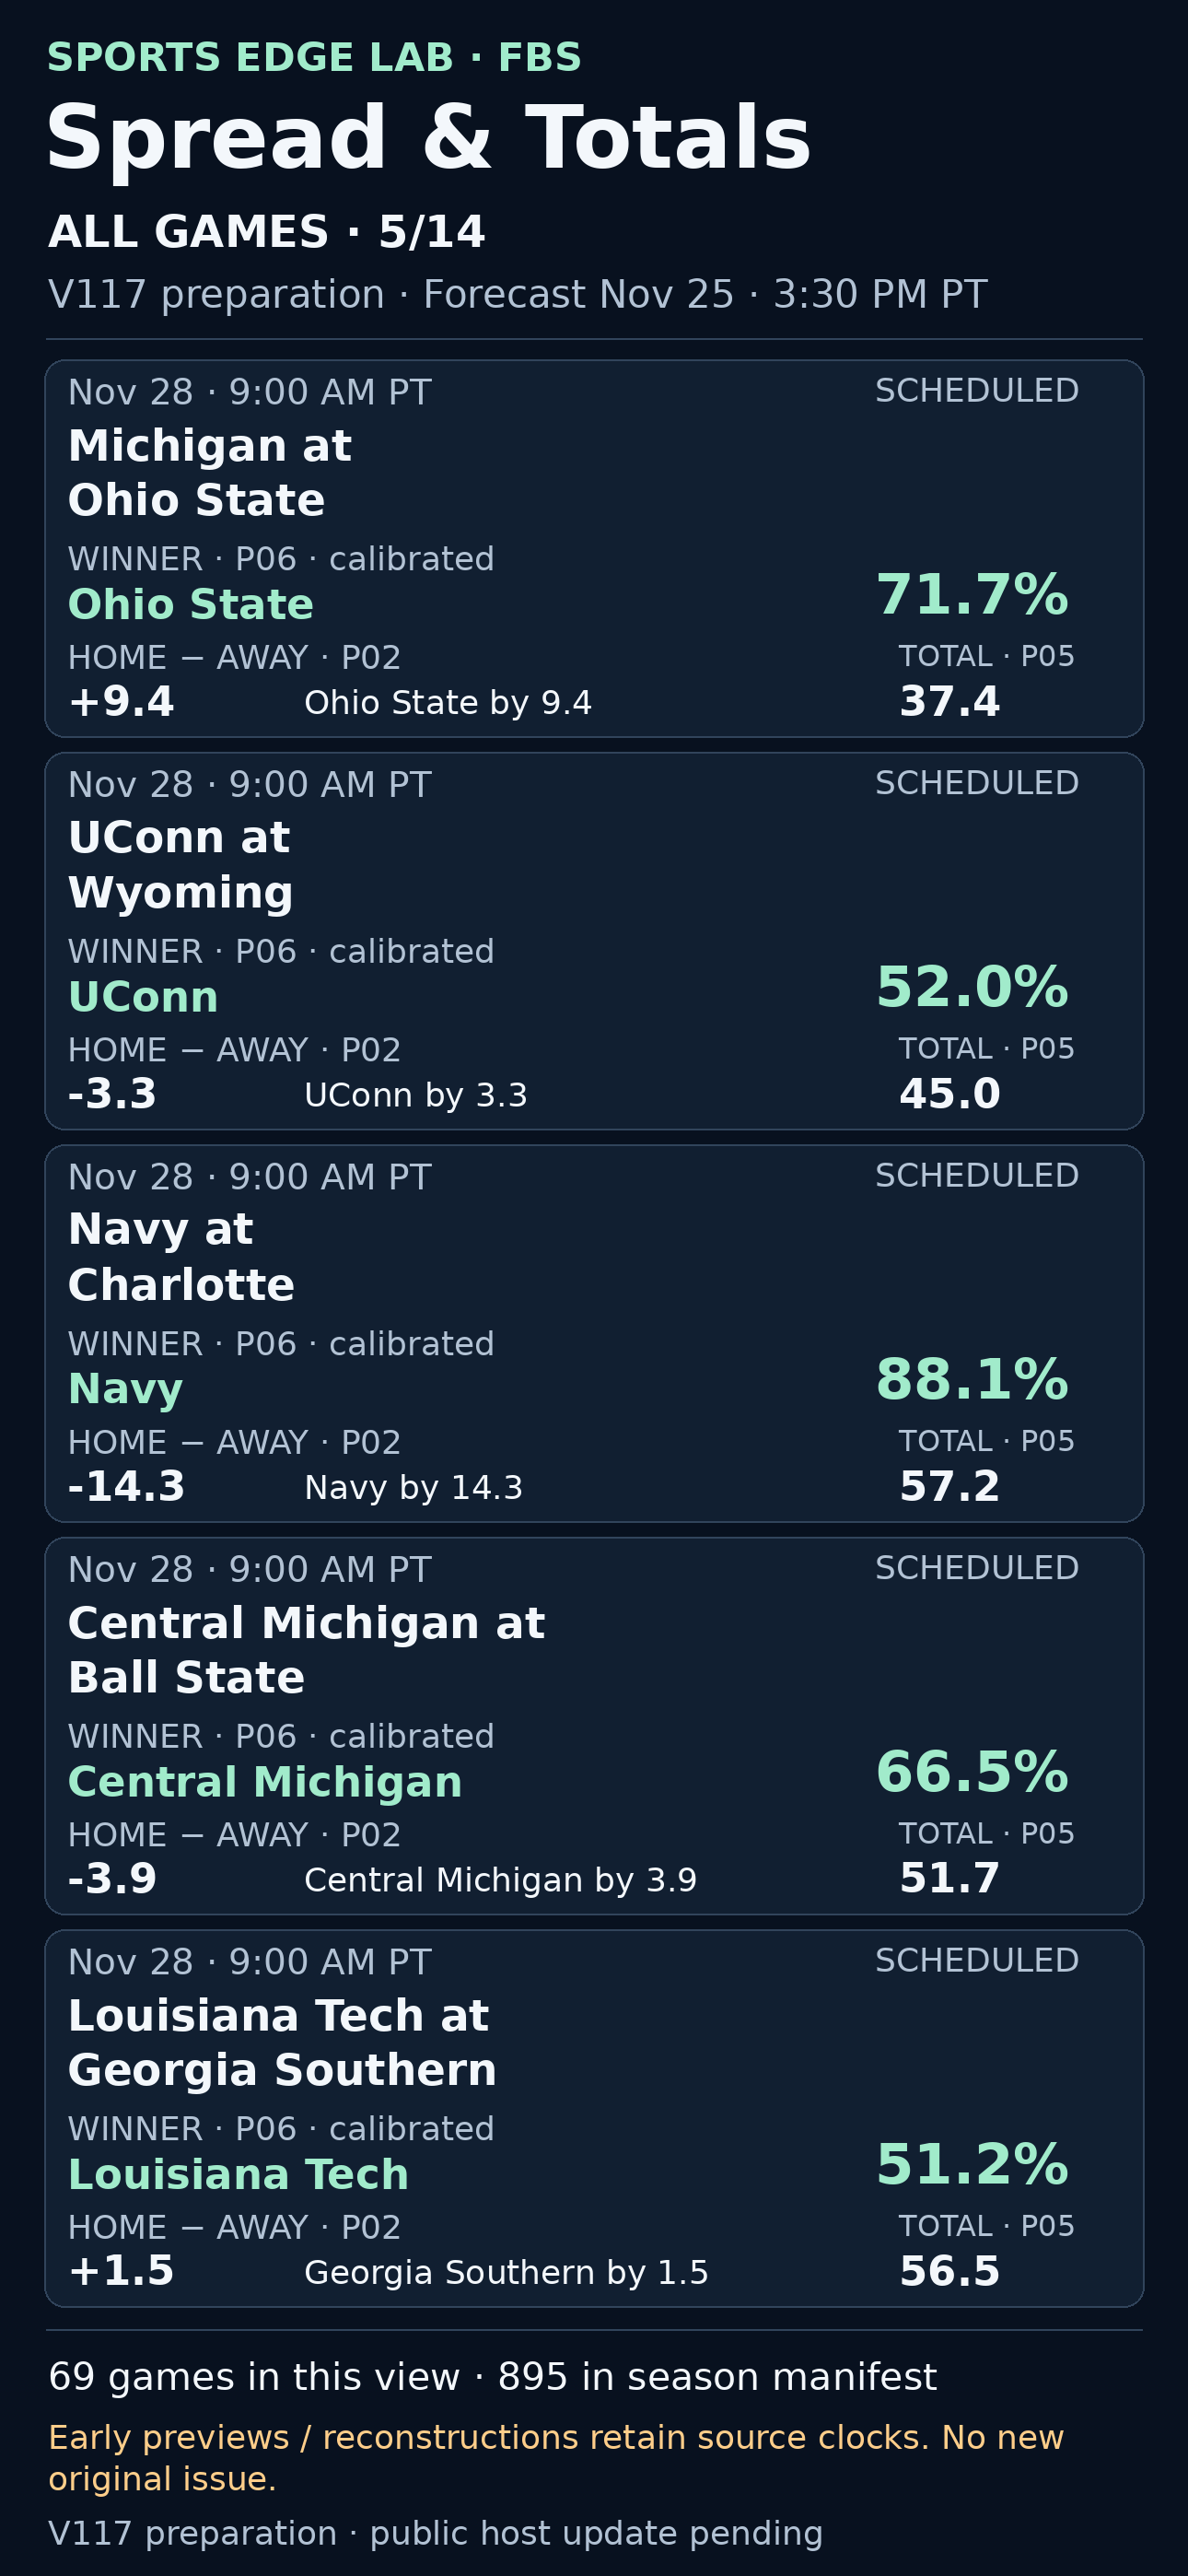 SPORTS EDGE LAB · FBS
Spread & Totals
ALL GAMES · 5/14
V117 preparation · Forecast Nov 25 · 3:30 PM PT
Nov 28 · 9:00 AM PT SCHEDULED
Michigan at
Ohio State
WINNER · P06 · calibrated
Ohio State 71.7%
HOME − AWAY · P02 TOTAL · P05
+9.4 Ohio State by 9.4 37.4
Nov 28 · 9:00 AM PT SCHEDULED
UConn at
Wyoming
WINNER · P06 · calibrated
UConn 52.0%
HOME − AWAY · P02 TOTAL · P05
-3.3 UConn by 3.3 45.0
Nov 28 · 9:00 AM PT SCHEDULED
Navy at
Charlotte
WINNER · P06 · calibrated
Navy 88.1%
HOME − AWAY · P02 TOTAL · P05
-14.3 Navy by 14.3 57.2
Nov 28 · 9:00 AM PT SCHEDULED
Central Michigan at
Ball State
WINNER · P06 · calibrated
Central Michigan 66.5%
HOME − AWAY · P02 TOTAL · P05
-3.9 Central Michigan by 3.9 51.7
Nov 28 · 9:00 AM PT SCHEDULED
Louisiana Tech at
Georgia Southern
WINNER · P06 · calibrated
Louisiana Tech 51.2%
HOME − AWAY · P02 TOTAL · P05
+1.5 Georgia Southern by 1.5 56.5
69 games in this view · 895 in season manifest
Early previews / reconstructions retain source clocks. No new
original issue.
V117 preparation · public host update pending